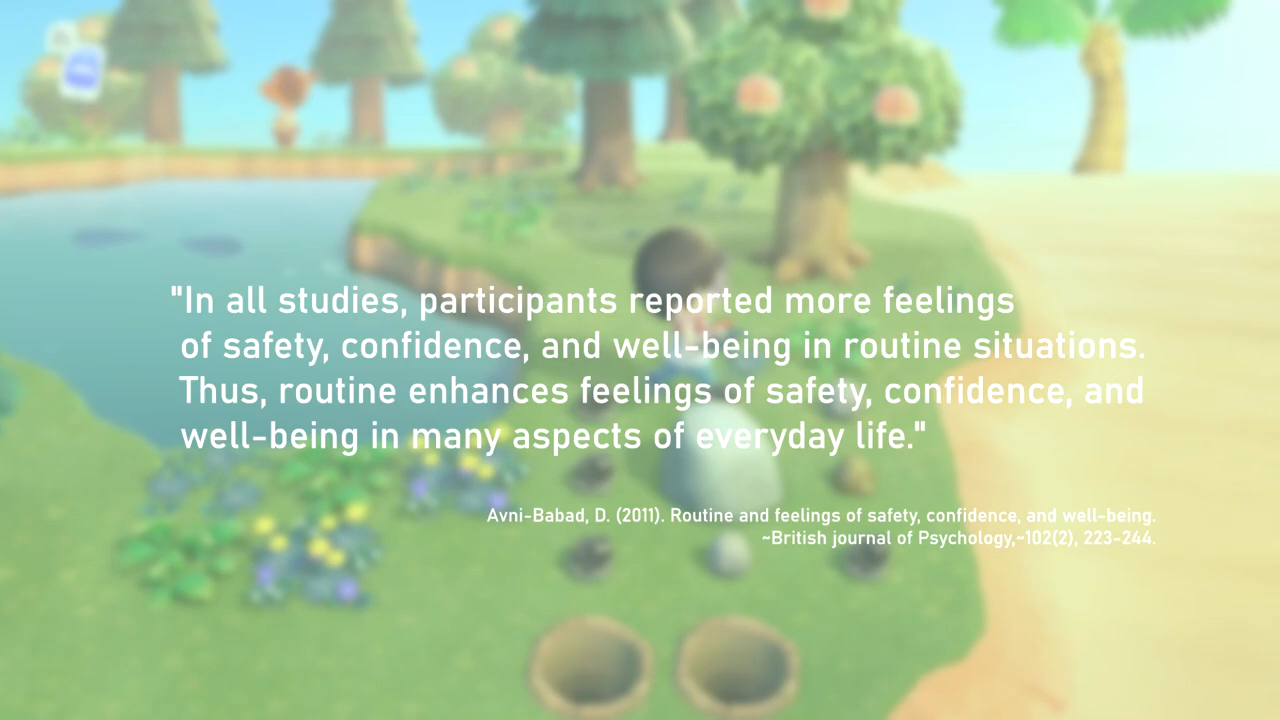 "In all studies, participants reported more feelings
of safety, confidence, and well-being in routine situations.
Thus, routine enhances feelings of safety, confidence, and
well-being in many aspects of everyday life."
Avni-Babad, D. (2011). Routine and feelings of safety, confidence, and well-being.
~British journal of Psychology,~102(2), 223-244.